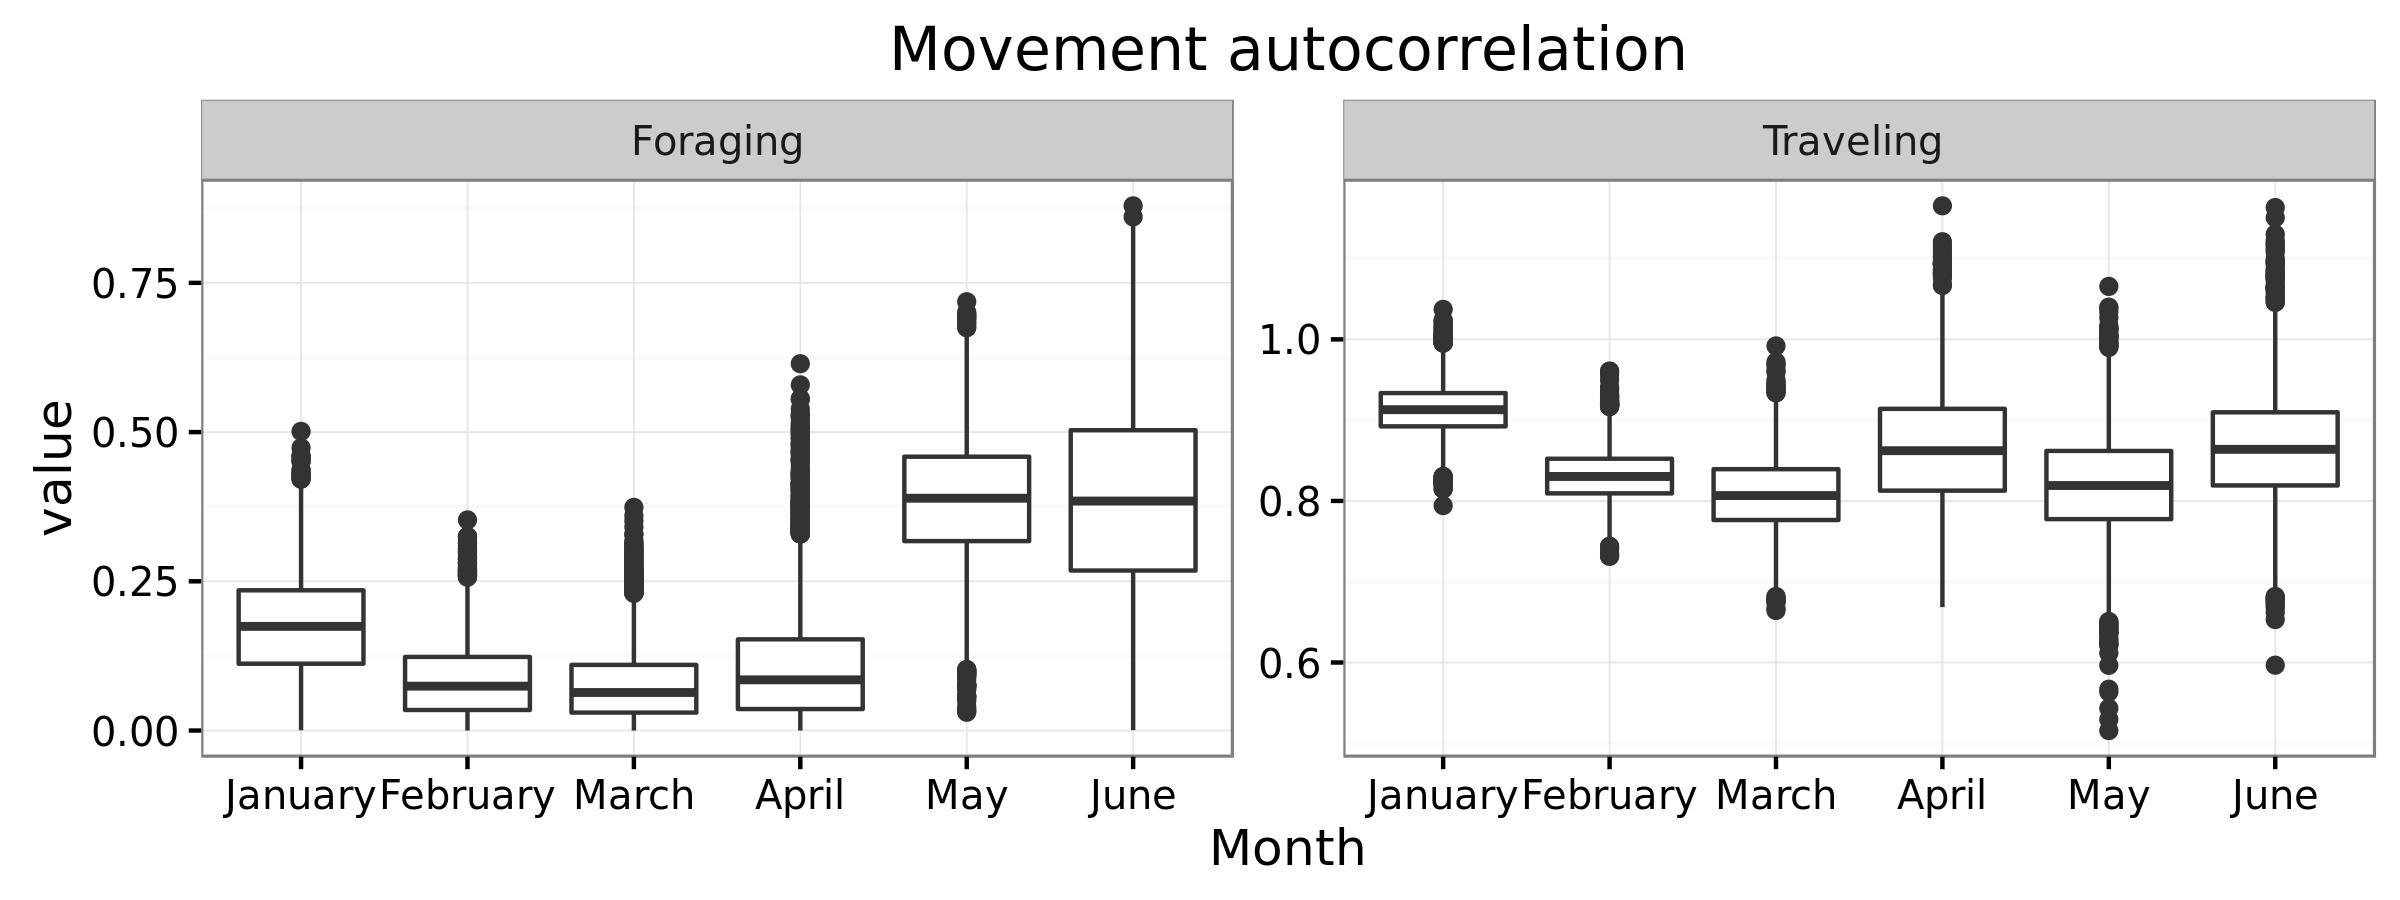 Movement autocorrelation
Foraging
Traveling
value
0.75
0.50
0.25
0.00
1.0
0.8
0.6
January February March April May June
January February March April May June
Month